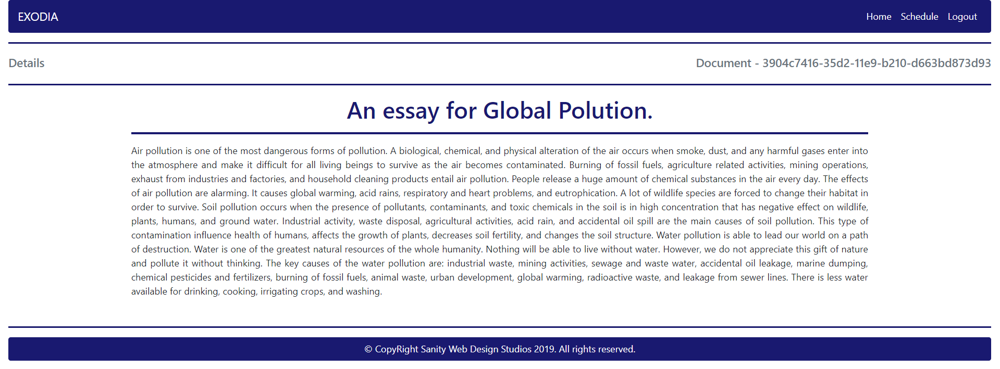 EXODIA
Home Schedule Logout
Details
Document - 3904c7416-35d2-11e9-b210-d663bd873d93
An essay for Global Polution.
Air pollution is one of the most dangerous forms of pollution. A biological, chemical, and physical alteration of the air occurs when smoke, dust, and any harmful gases enter into
the atmosphere and make it difficult for all living beings to survive as the air becomes contaminated. Burning of fossil fuels, agriculture related activities, mining operations,
exhaust from industries and factories, and household cleaning products entail air pollution. People release a huge amount of chemical substances in the air every day. The effects
of air pollution are alarming. It causes global warming, acid rains, respiratory and heart problems, and eutrophication. A lot of wildlife species are forced to change their habitat in
order to survive. Soil pollution occurs when the presence of pollutants, contaminants, and toxic chemicals in the soil is in high concentration that has negative effect on wildlife,
plants, humans, and ground water. Industrial activity, waste disposal, agricultural activities, acid rain, and accidental oil spill are the main causes of soil pollution. This type of
contamination influence health of humans, affects the growth of plants, decreases soil fertility, and changes the soil structure. Water pollution is able to lead our world on a path
of destruction. Water is one of the greatest natural resources of the whole humanity. Nothing will be able to live without water. However, we do not appreciate this gift of nature
and pollute it without thinking. The key causes of the water pollution are: industrial waste, mining activities, sewage and waste water, accidental oil leakage, marine dumping,
chemical pesticides and fertilizers, burning of fossil fuels, animal waste, urban development, global warming, radioactive waste, and leakage from sewer lines. There is less water
available for drinking, cooking, irrigating crops, and washing.
© CopyRight Sanity Web Design Studios 2019. All rights reserved.